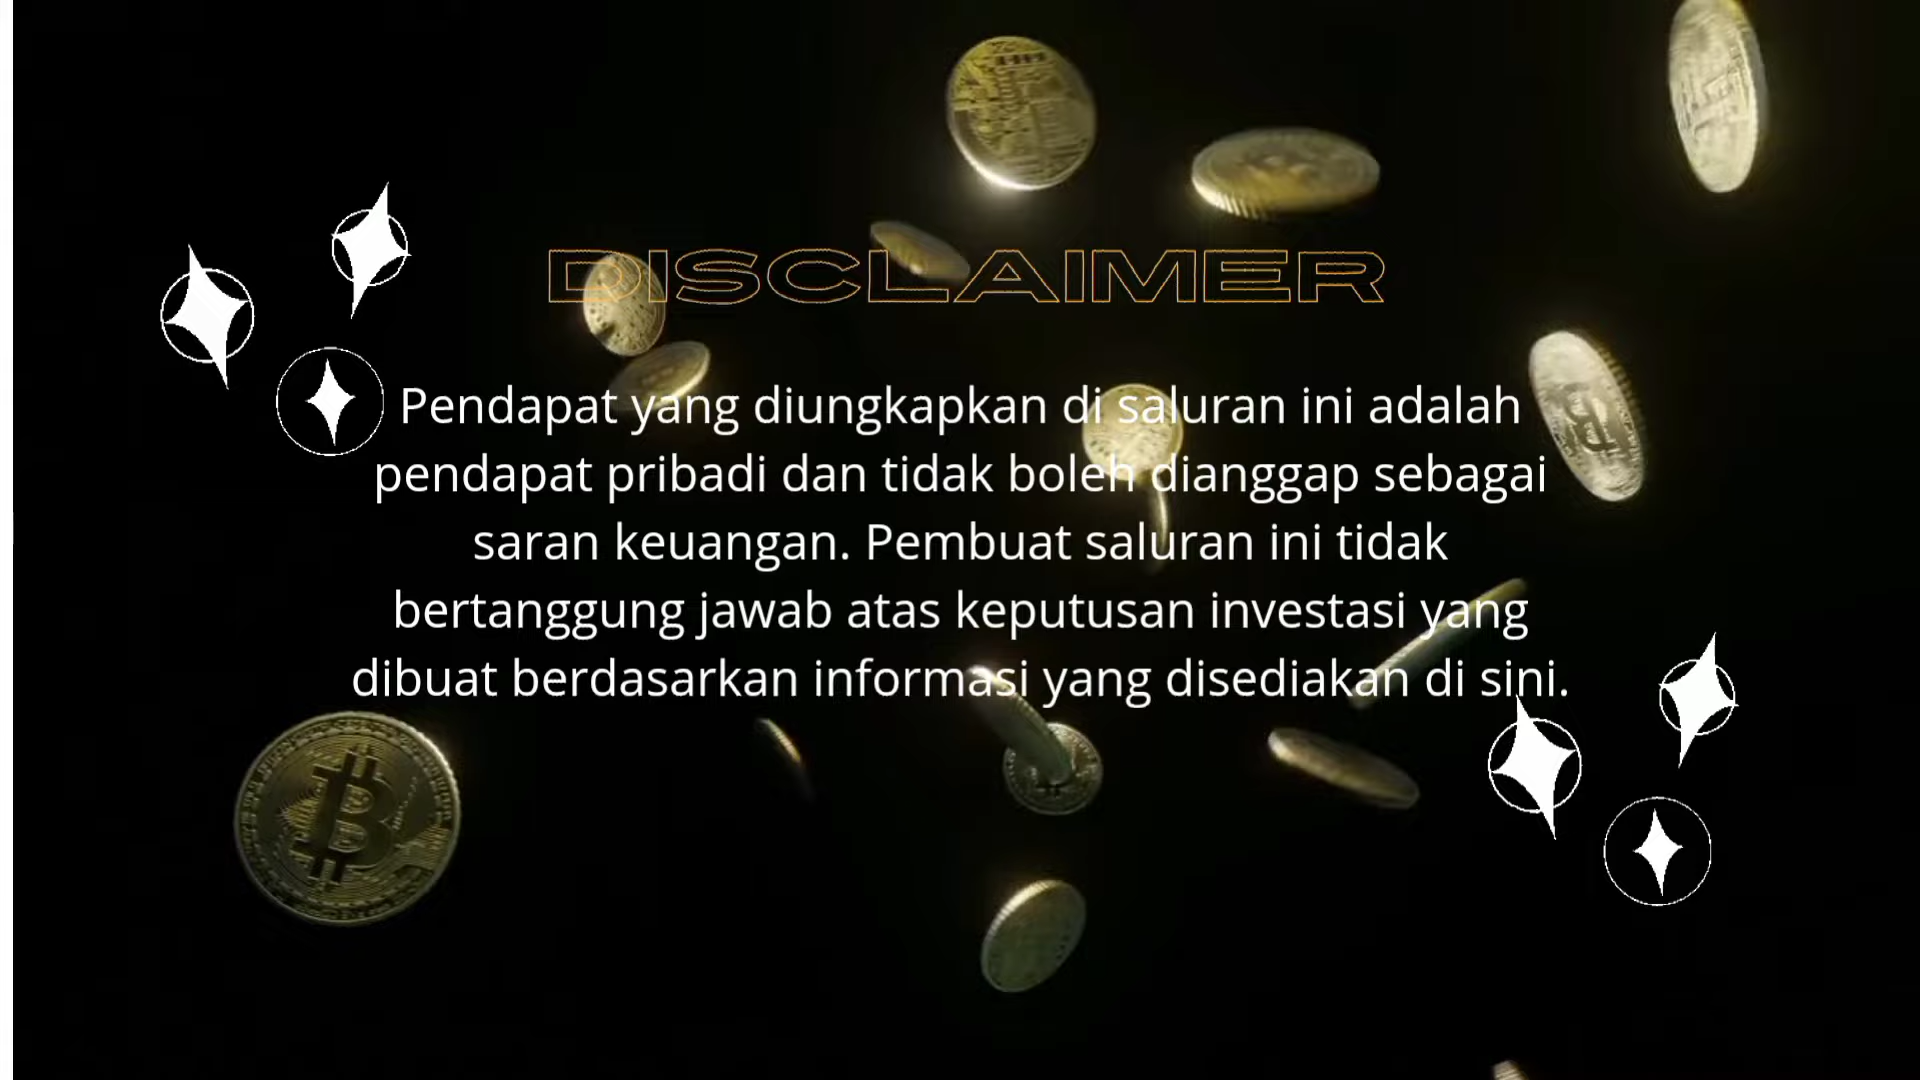 DISCLAIMER
Pendapat yang diungkapkan di saluran ini adalah
pendapat pribadi dan tidak boleh dianggap sebagai
saran keuangan. Pembuat saluran ini tidak
bertanggung jawab atas keputusan investasi yang
dibuat berdasarkan informasi yang disediakan di sini.